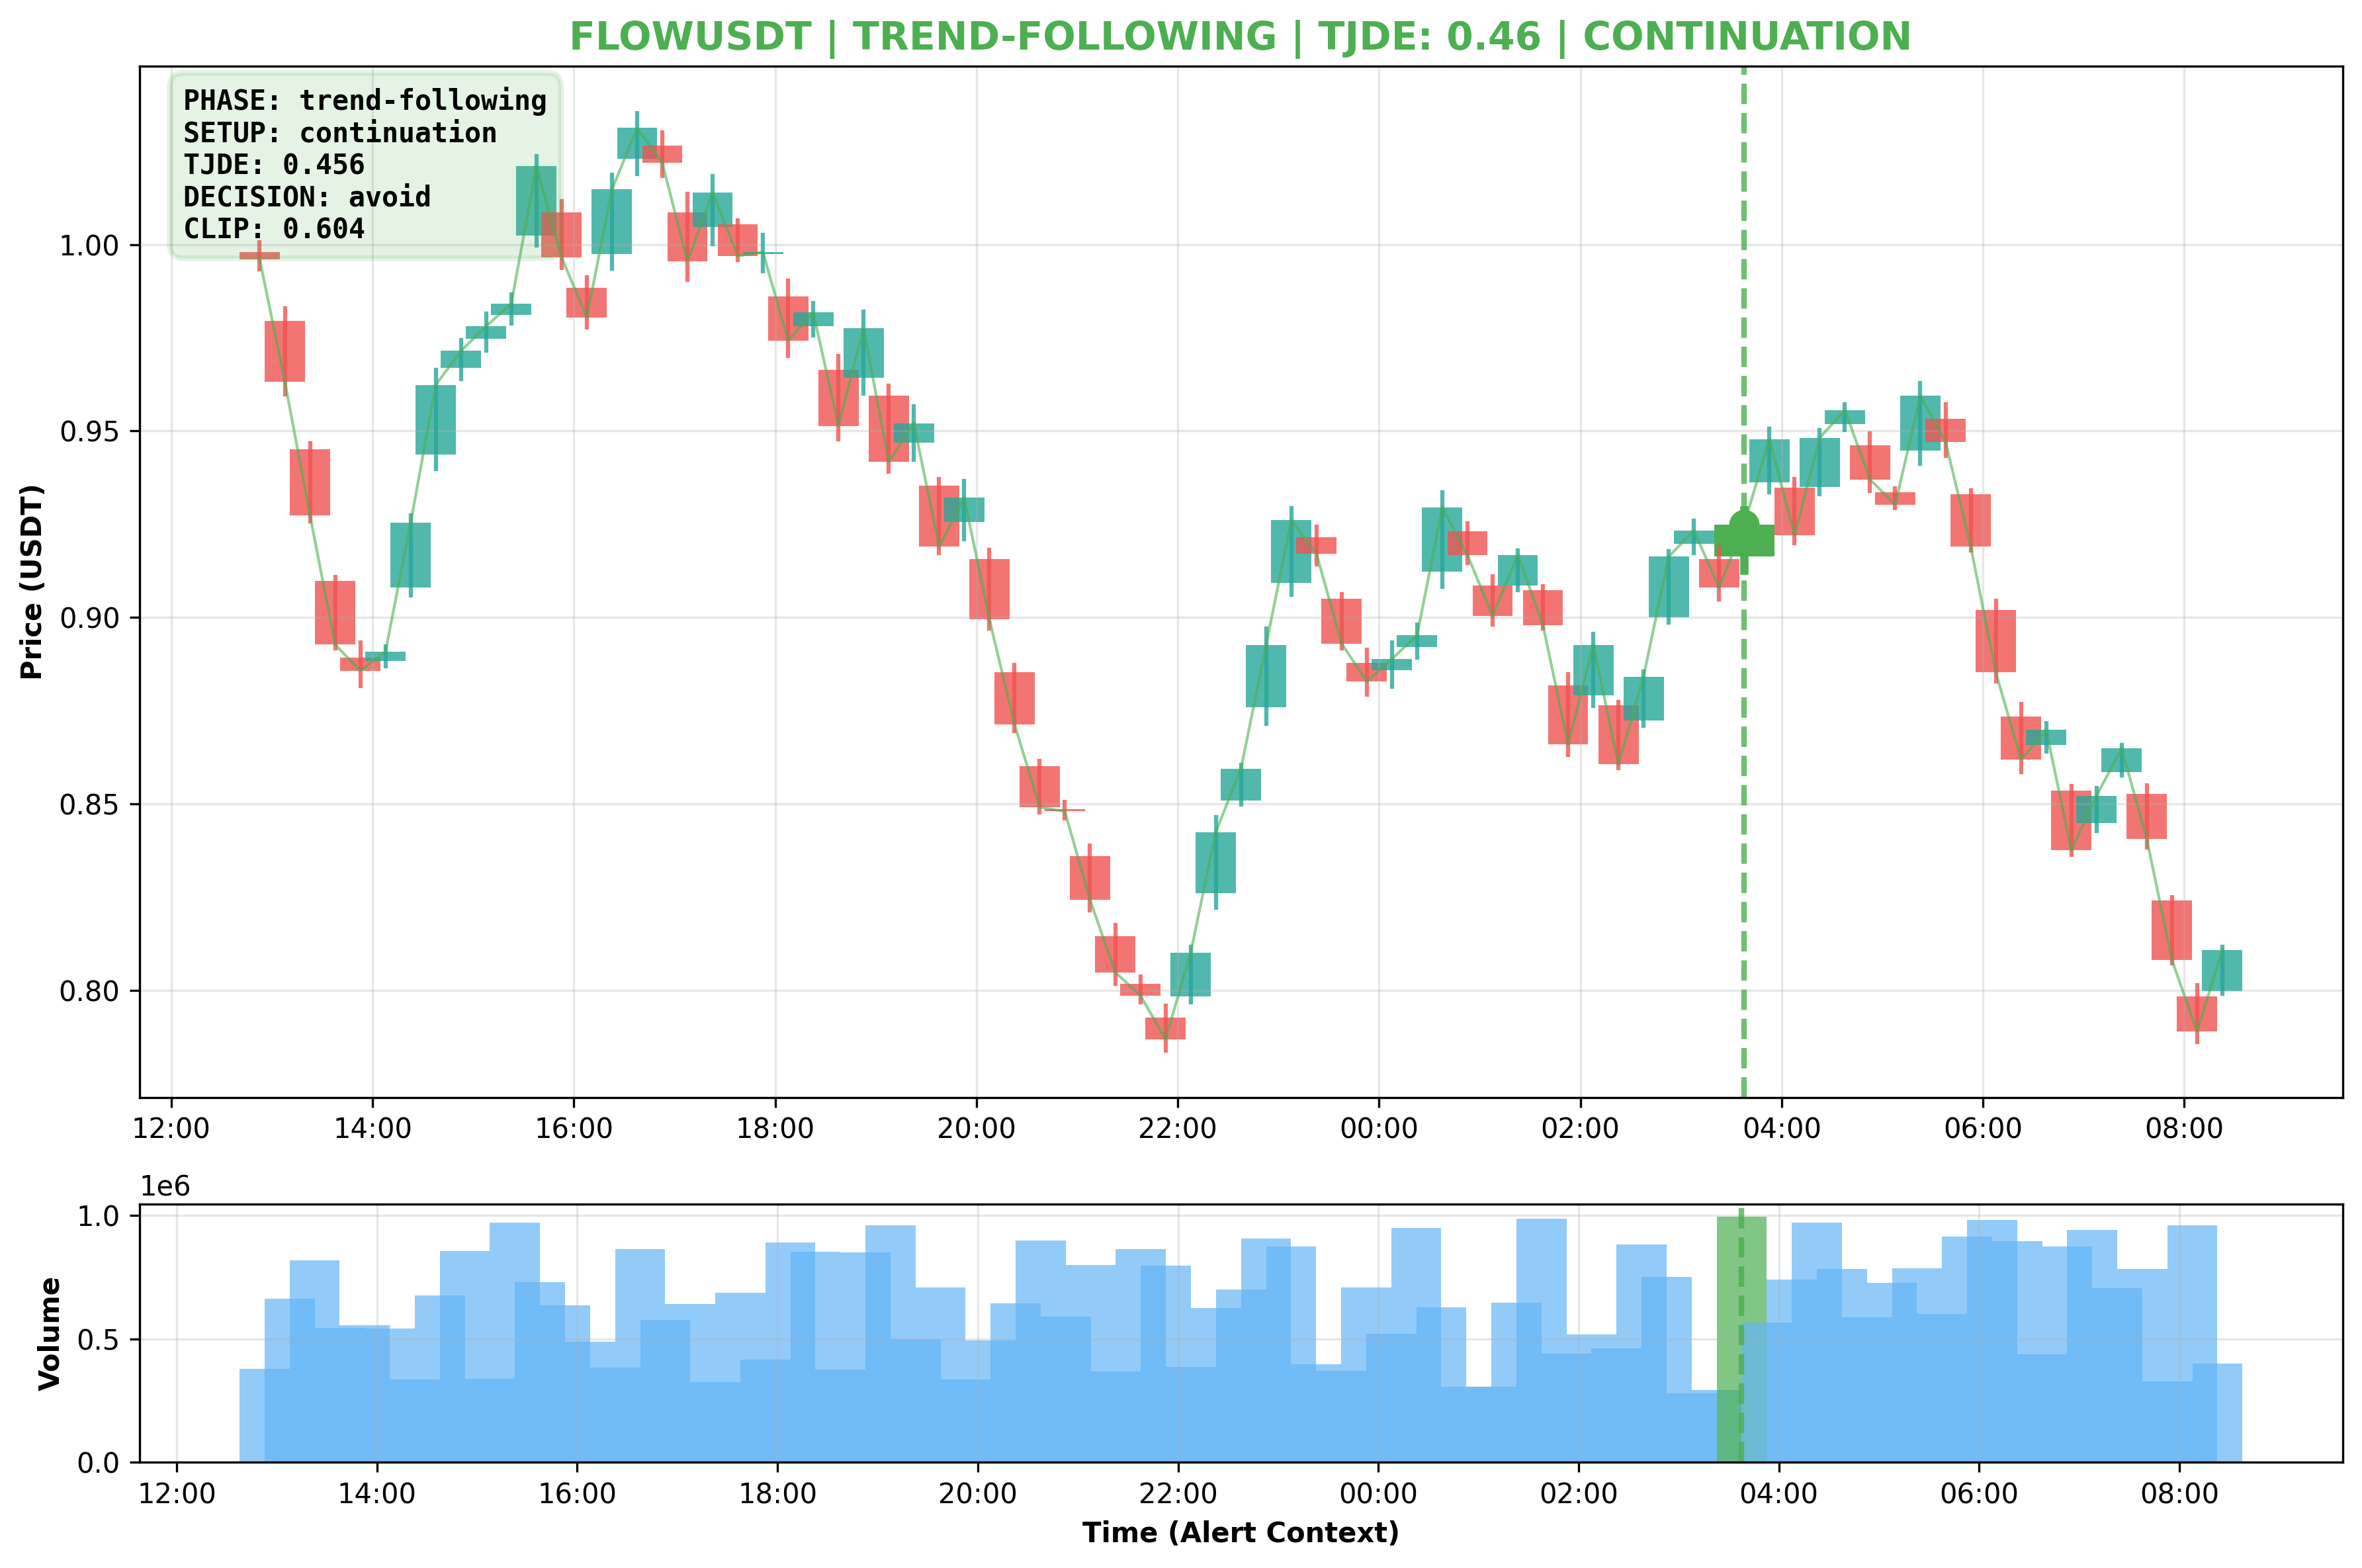 FLOWUSDT | TREND-FOLLOWING | TJDE: 0.46 | CONTINUATION
PHASE: trend-following
SETUP: continuation
TJDE: 0.456
DECISION: avoid
CLIP: 0.604
Price (USDT)
1.00
0.95
0.90
0.85
0.80
12:00 14:00 16:00 18:00 20:00 22:00 00:00 02:00 04:00 06:00 08:00
1e6
Volume
1.0
0.5
0.0
12:00 14:00 16:00 18:00 20:00 22:00 00:00 02:00 04:00 06:00 08:00
Time (Alert Context)